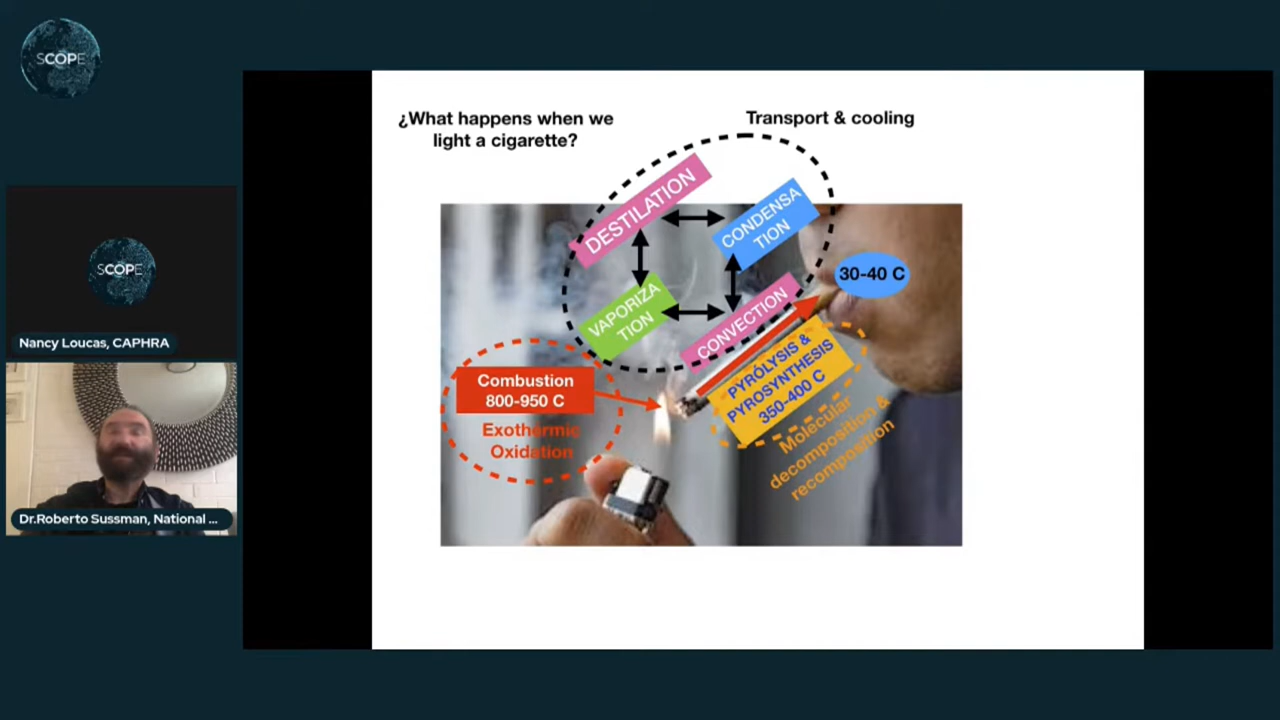 SCOPE
¿What happens when we
light a cigarette?
Transport & cooling
DESTILATION
CONDENSA
TION
30-40 C
VAPORIZA
TION
CONVECTION
Combustion
800-950 C
Exothermic
Oxidation
PYRÓLYSIS &
PYROSYNTHESIS
350-400 C
Molecular
decomposition &
recomposition
SCOPE
Nancy Loucas, CAPHRA
Dr.Roberto Sussman, National ...